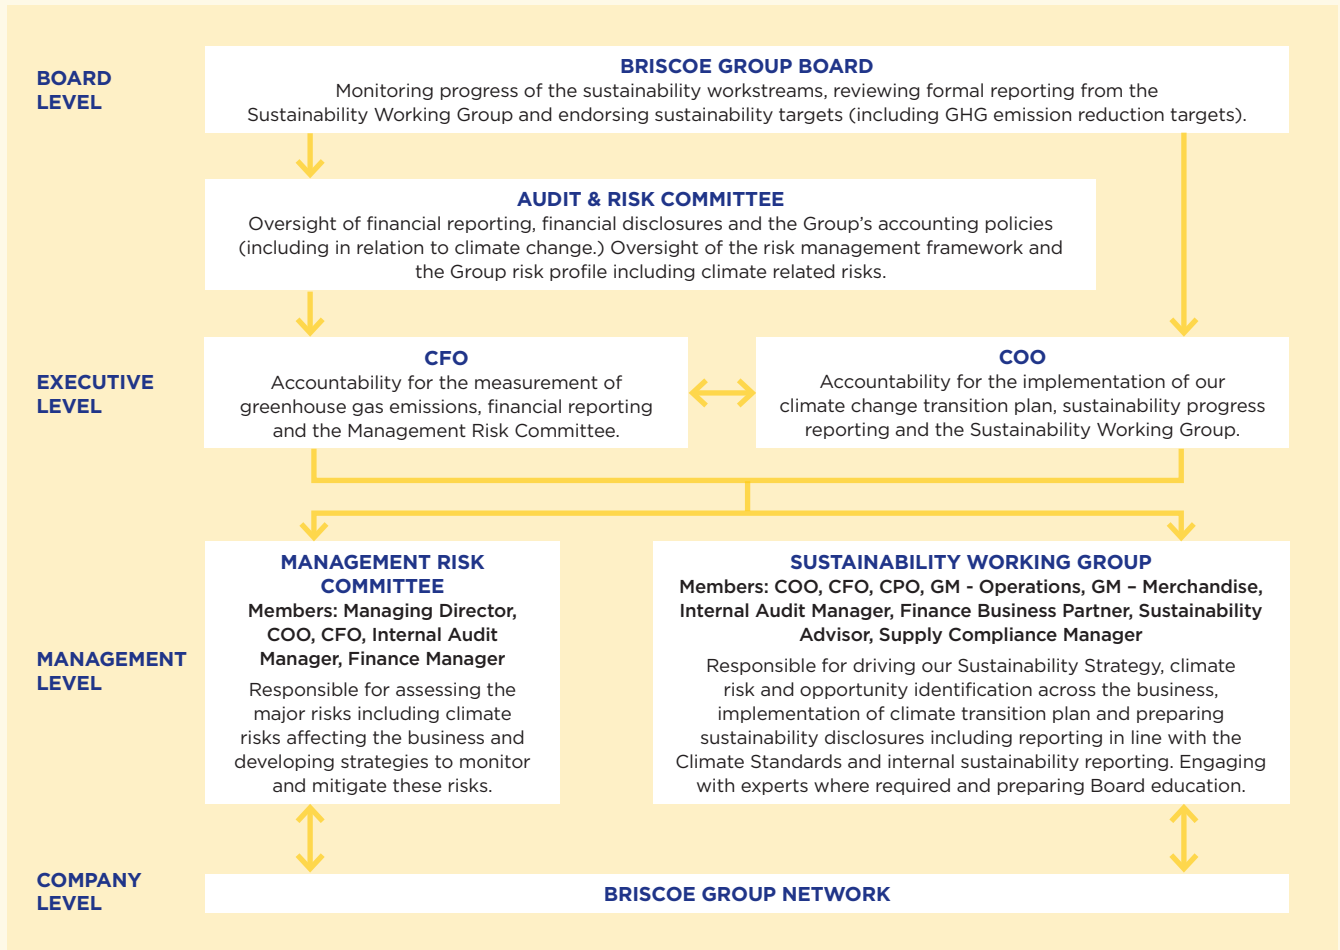 BOARD
LEVEL
BRISCOE GROUP BOARD
Monitoring progress of the sustainability workstreams, reviewing formal reporting from the
Sustainability Working Group and endorsing sustainability targets (including GHG emission reduction targets).
AUDIT & RISK COMMITTEE
Oversight of financial reporting, financial disclosures and the Group’s accounting policies
(including in relation to climate change.) Oversight of the risk management framework and
the Group risk profile including climate related risks.
EXECUTIVE
LEVEL
CFO
Accountability for the measurement of
greenhouse gas emissions, financial reporting
and the Management Risk Committee.
COO
Accountability for the implementation of our
climate change transition plan, sustainability progress
reporting and the Sustainability Working Group.
MANAGEMENT
LEVEL
MANAGEMENT RISK
COMMITTEE
Members: Managing Director,
COO, CFO, Internal Audit
Manager, Finance Manager
Responsible for assessing the
major risks including climate
risks affecting the business and
developing strategies to monitor
and mitigate these risks.
SUSTAINABILITY WORKING GROUP
Members: COO, CFO, CPO, GM - Operations, GM – Merchandise,
Internal Audit Manager, Finance Business Partner, Sustainability
Advisor, Supply Compliance Manager
Responsible for driving our Sustainability Strategy, climate
risk and opportunity identification across the business,
implementation of climate transition plan and preparing
sustainability disclosures including reporting in line with the
Climate Standards and internal sustainability reporting. Engaging
with experts where required and preparing Board education.
COMPANY
LEVEL
BRISCOE GROUP NETWORK